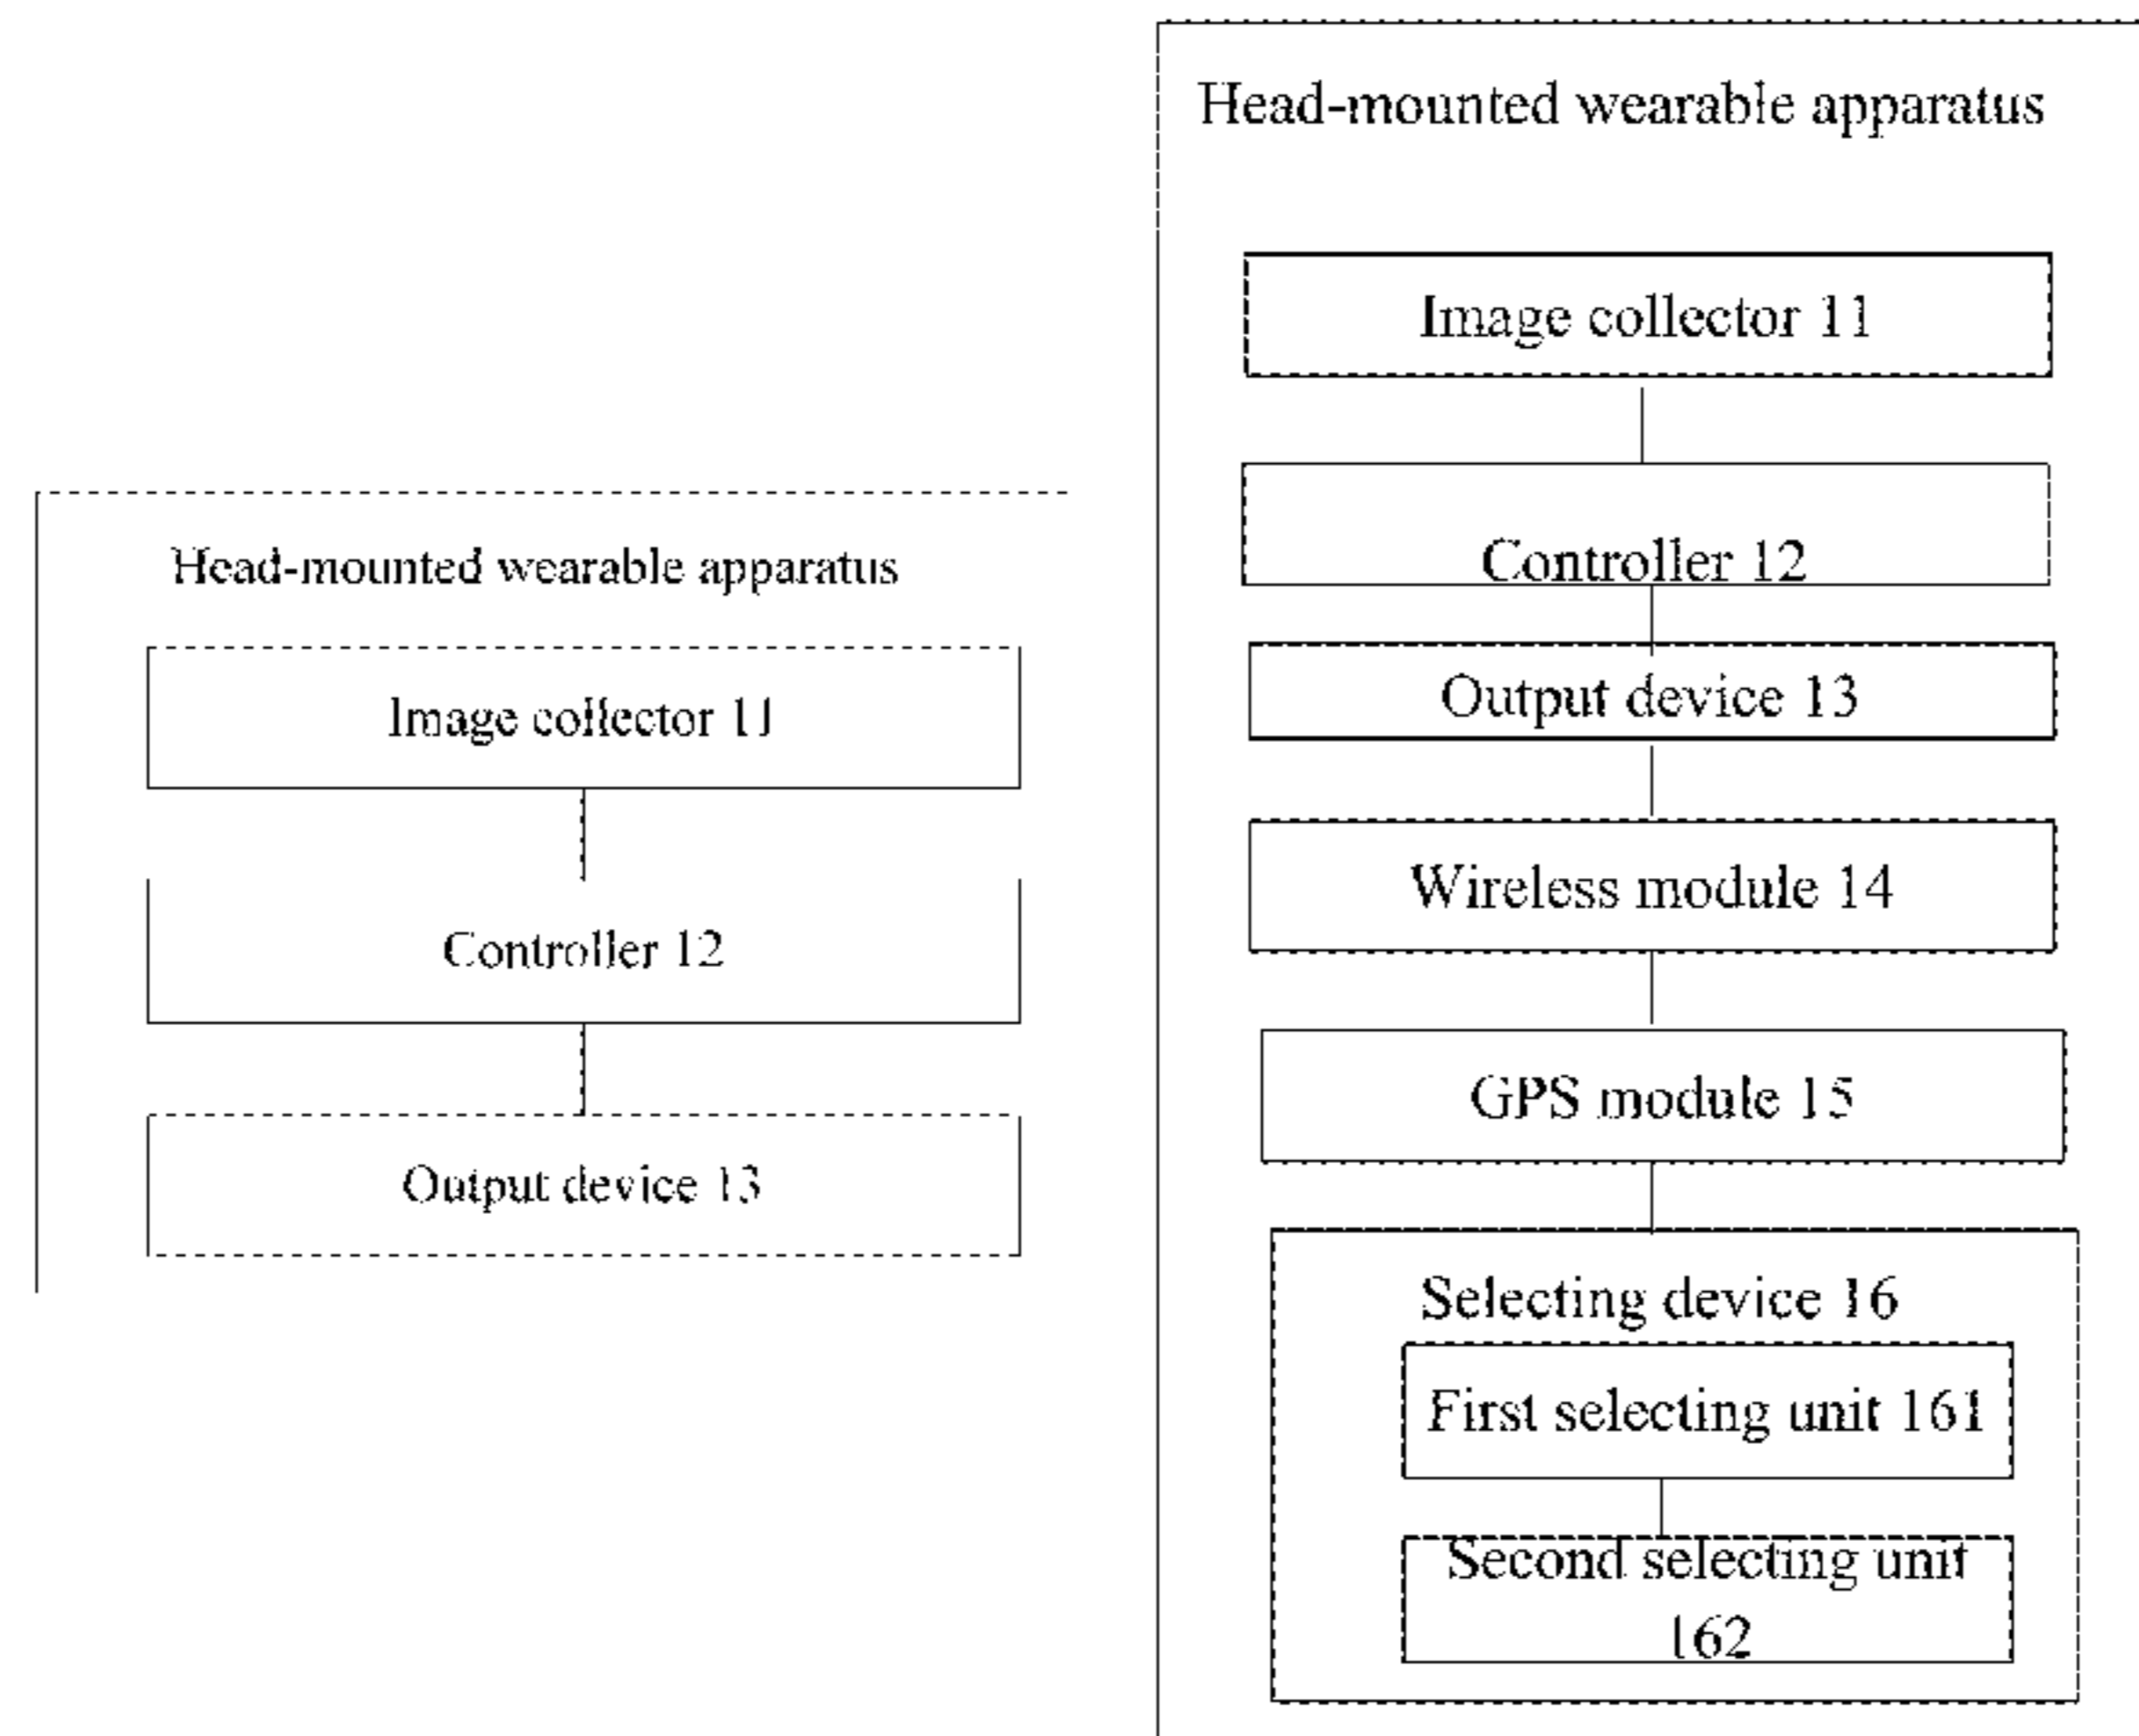 Head-mounted wearable apparatus
Image collector 11
Controller 12
Output device 13
Head-mounted wearable apparatus
Image collector 11
Controller 12
Output device 13
Wireless module 14
GPS module 15
Selecting device 16
First selecting unit 161
Second selecting unit
162